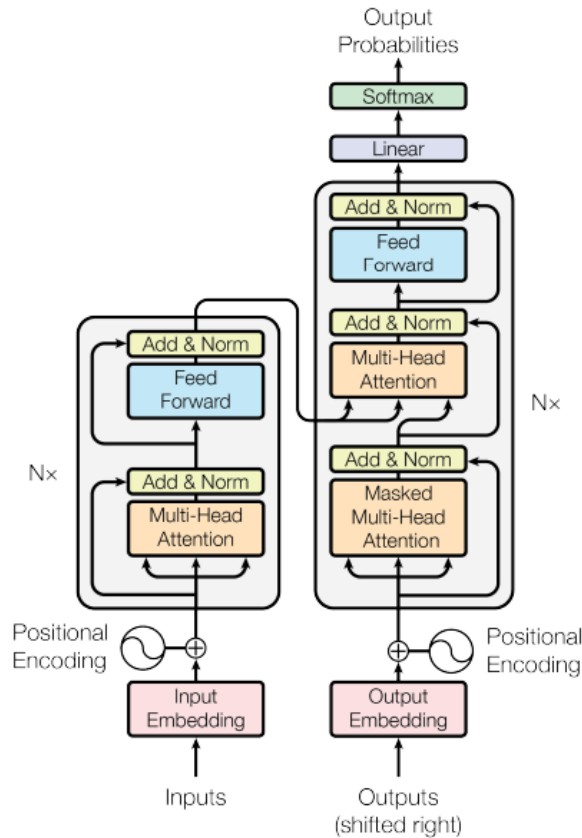 Output
Probabilities
Softmax
Linear
Add & Norm
Feed
Forward
Add & Norm
Multi-Head
Attention
Nx
Add & Norm
Masked
Multi-Head
Attention
Add & Norm
Feed
Forward
Nx
Add & Norm
Multi-Head
Attention
Positional
Encoding
Positional
Encoding
Input
Embedding
Output
Embedding
Inputs
Outputs
(shifted right)